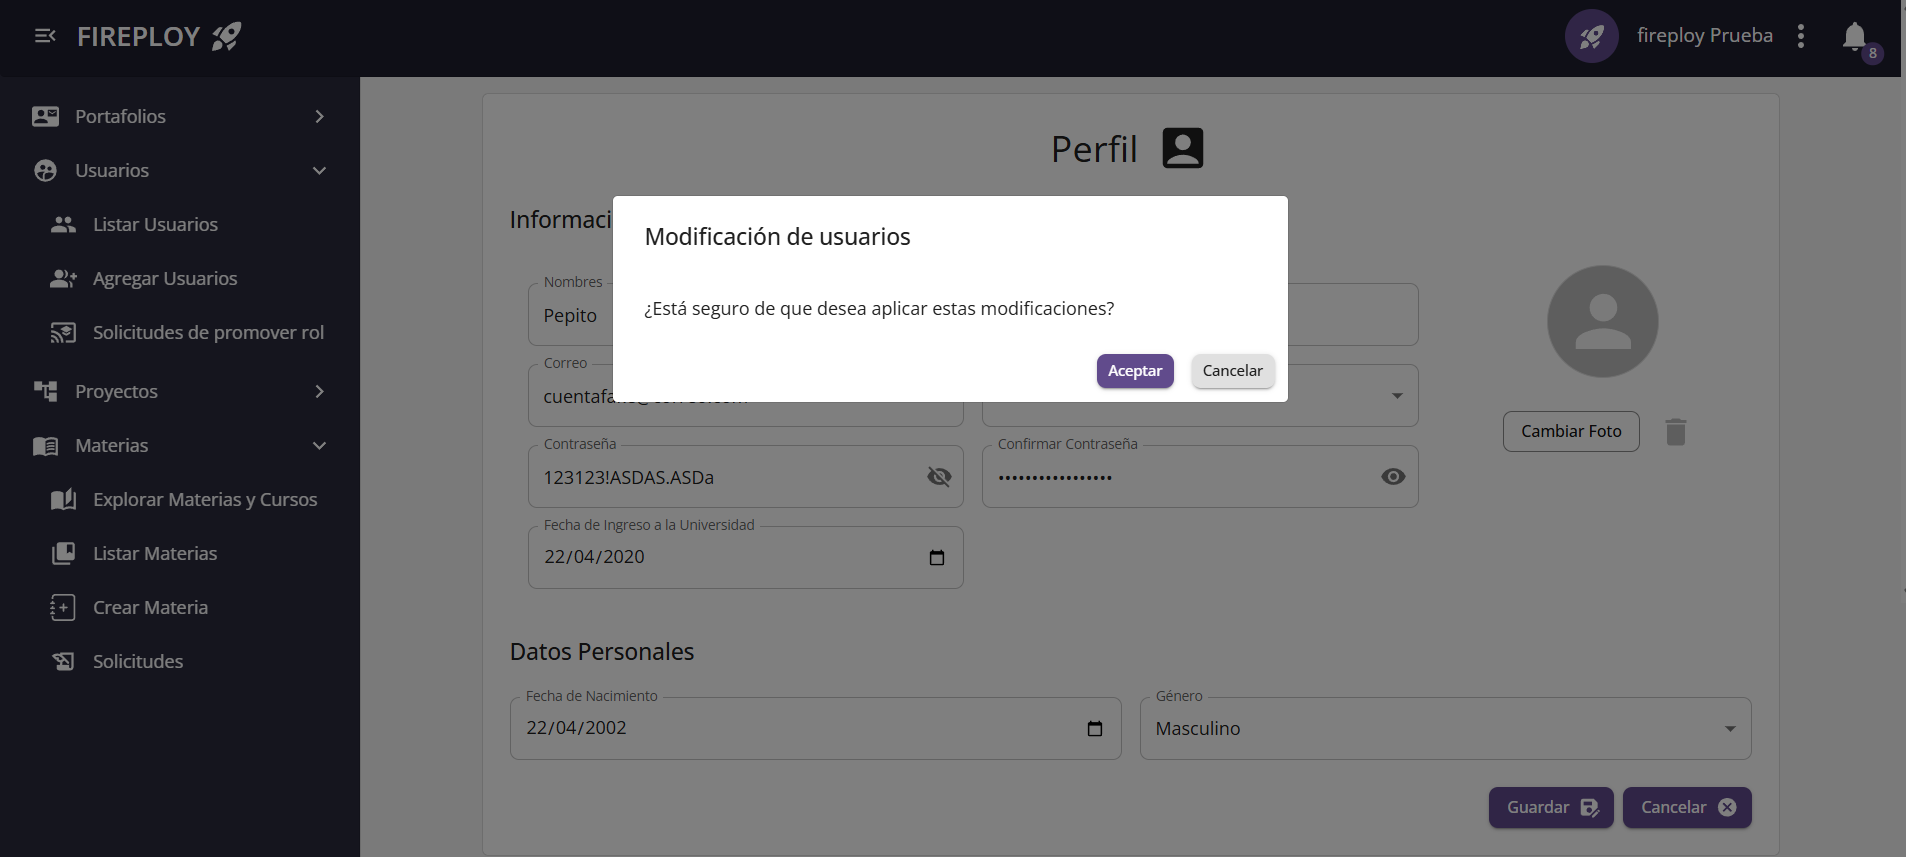 FIREPLOY
fireploy Prueba
8
Portafolios
Usuarios
Listar Usuarios
Agregar Usuarios
Solicitudes de promover rol
Proyectos
Materias
Explorar Materias y Cursos
Listar Materias
Crear Materia
Solicitudes
Perfil
Informaci
Modificación de usuarios
¿Está seguro de que desea aplicar estas modificaciones?
Aceptar
Cancelar
Nombres
Pepito
Correo
Cambiar Foto
Contraseña
123123!ASDAS.ASDa
Confirmar Contraseña
•••••••••••••••••
Fecha de Ingreso a la Universidad
22/04/2020
Datos Personales
Fecha de Nacimiento
22/04/2002
Género
Masculino
Guardar
Cancelar